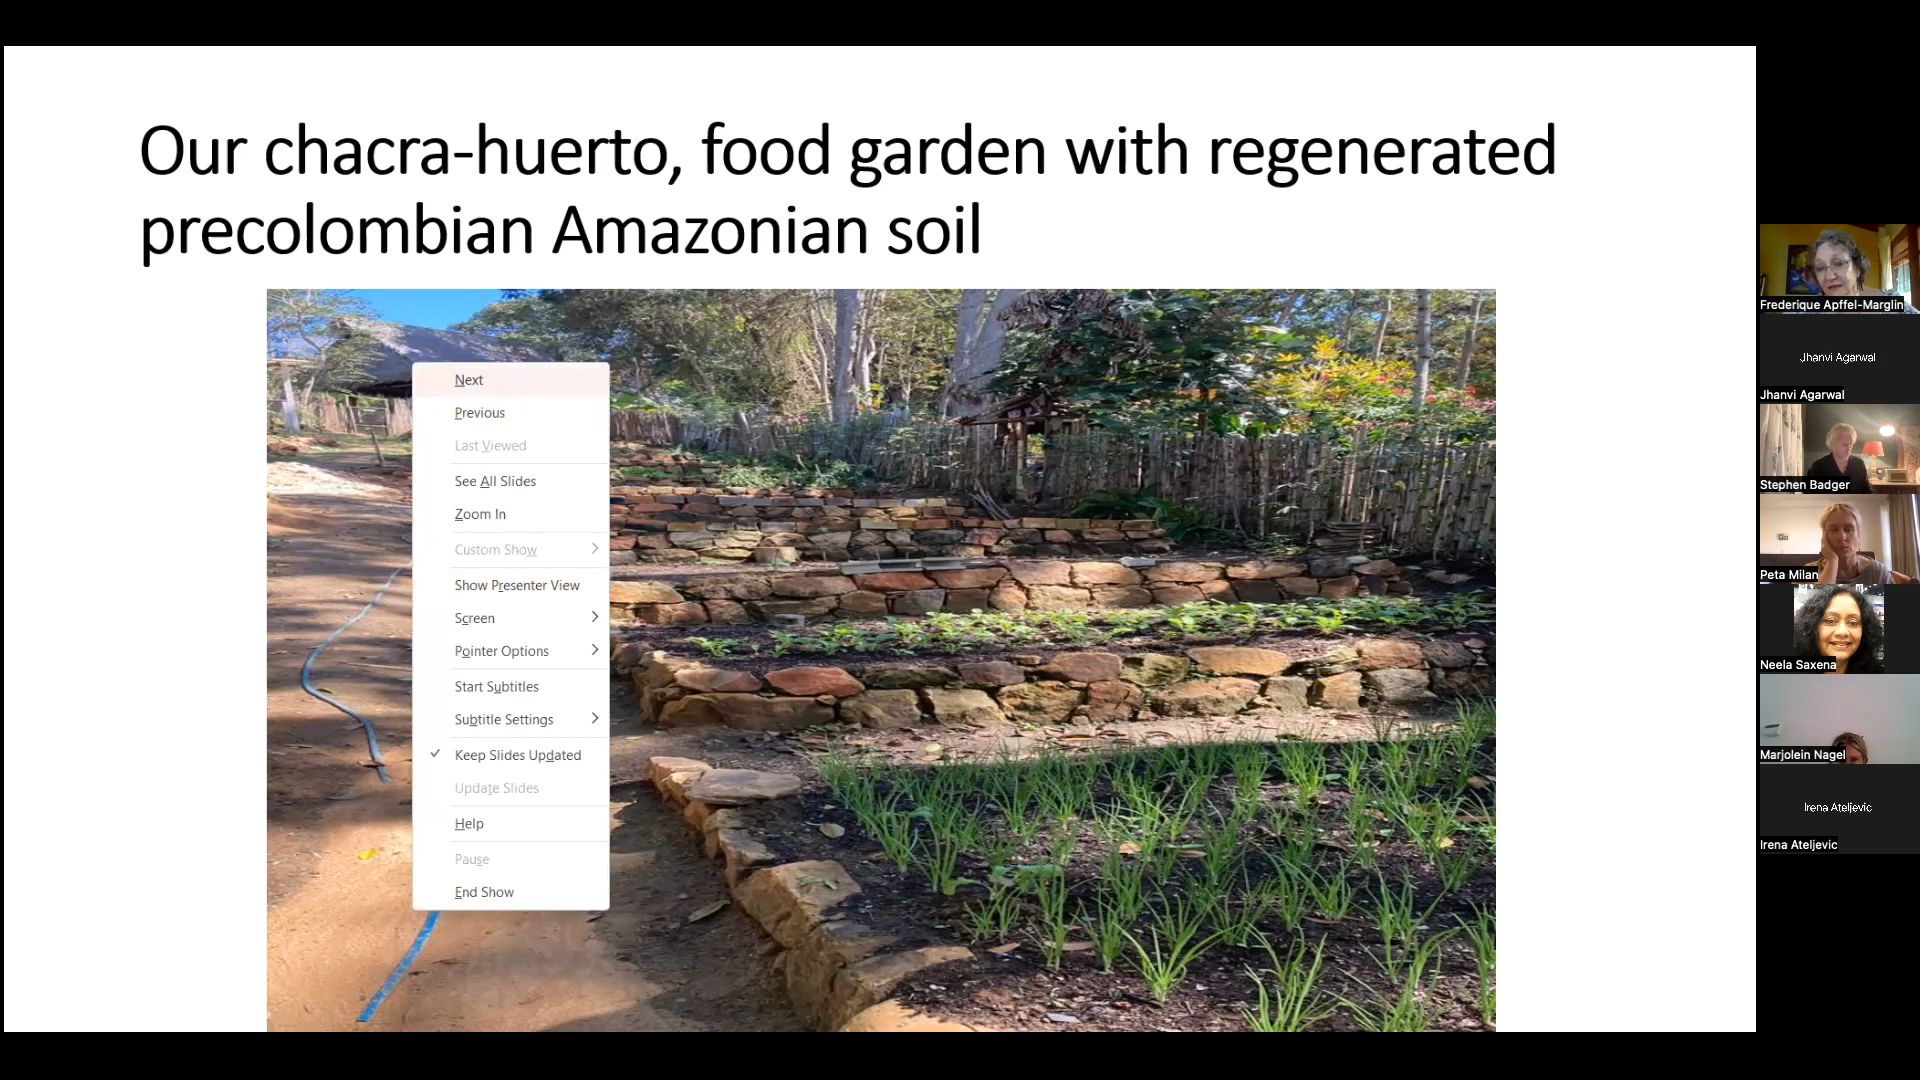 Our chacra-huerto, food garden with regenerated
precolombian Amazonian soil
Next
Previous
Last Viewed
See All Slides
Zoom In
Custom Show
Show Presenter View
Screen
Pointer Options
Start Subtitles
Subtitle Settings
Keep Slides Updated
Update Slides
Help
Pause
End Show
Frederique Apffel-Marglin
Jhanvi Agarwal
Jhanvi Agarwal
Stephen Badger
Peta Milan
Neela Saxena
Marjolein Nagel
Irena Ateljevic
Irena Ateljevic